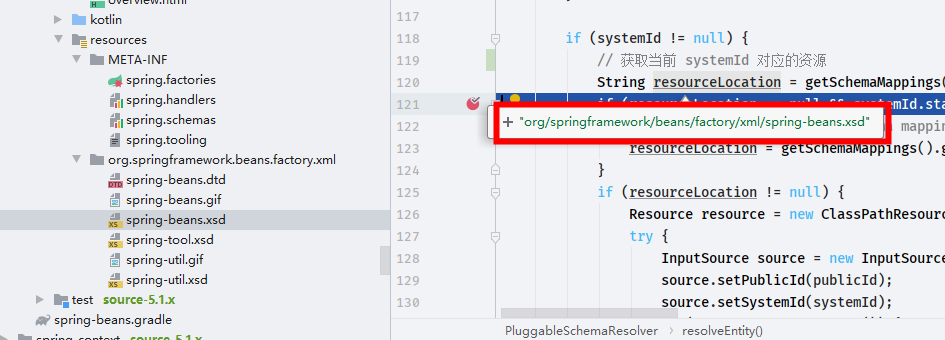 overview.html
kotlin
resources
META-INF
spring.factories
spring.handlers
spring.schemas
spring.tooling
org.springframework.beans.factory.xml
spring-beans.dtd
spring-beans.gif
spring-beans.xsd
spring-tool.xsd
spring-util.gif
spring-util.xsd
test source-5.1.x
spring-beans.gradle
spring-context source-5.1.x
117
118 if (systemId != null) {
119 // 获取当前 systemId 对应的资源
120 String resourceLocation = getSchemaMappings(
121 if (
null && systemId.sta
+ "org/springframework/beans/factory/xml/spring-beans.xsd"
122 mappin
123 resourceLocation = getSchemaMappings().g
124 }
125 if (resourceLocation != null) {
126 Resource resource = new ClassPathResourc
127 try {
128 InputSource source = new InputSource
129 source.setPublicId(publicId);
130 source.setSystemId(systemId);
PluggableSchemaResolver › resolveEntity()